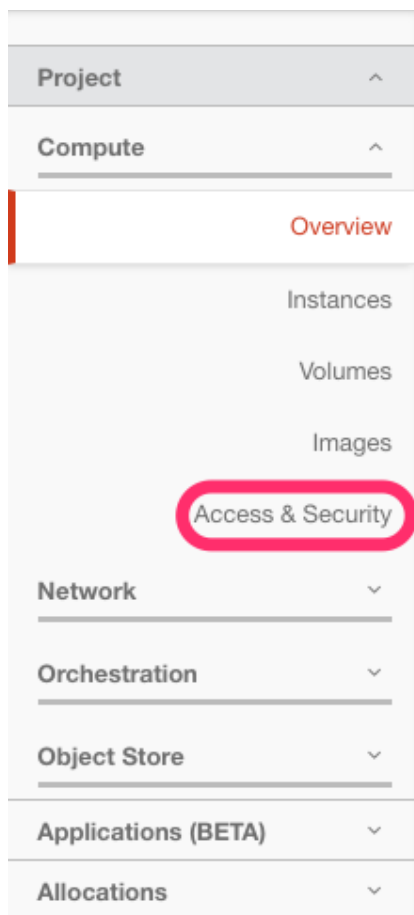 Project
Compute
Overview
Instances
Volumes
Images
Access & Security
Network
Orchestration
Object Store
Applications (BETA)
Allocations